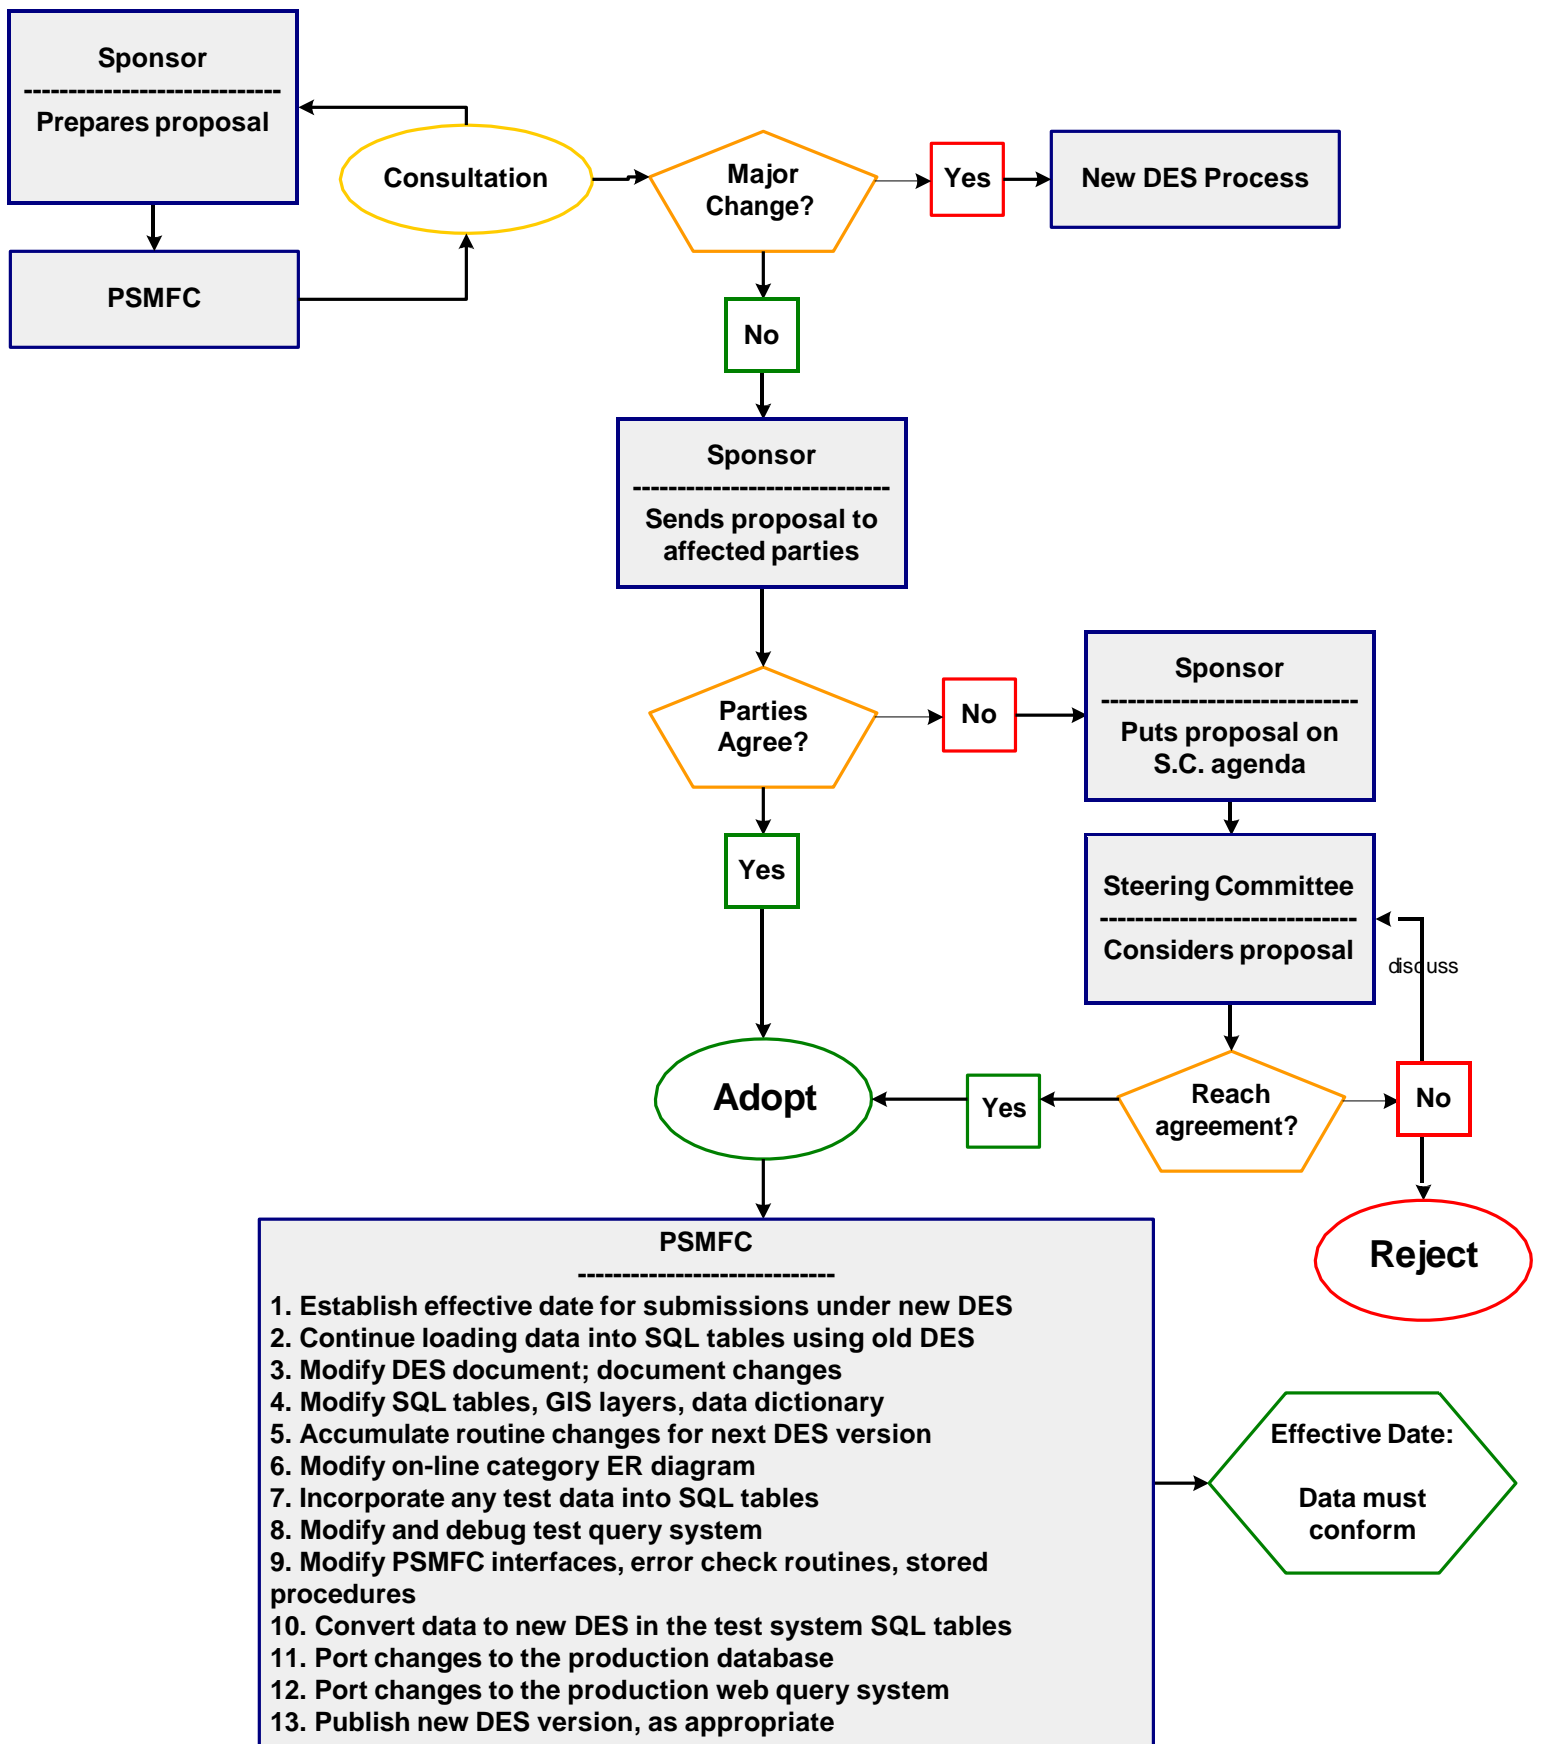 Sponsor
-----------------------------
Prepares proposal
PSMFC
Consultation
Major
Change?
Yes
New DES Process
No
Sponsor
-----------------------------
Sends proposal to
affected parties
Parties
Agree?
No
Sponsor
-----------------------------
Puts proposal on
S.C. agenda
Yes
Steering Committee
-----------------------------
Considers proposal
discuss
Adopt
Yes
Reach
agreement?
No
Reject
PSMFC
-----------------------------
1. Establish effective date for submissions under new DES
2. Continue loading data into SQL tables using old DES
3. Modify DES document; document changes
4. Modify SQL tables, GIS layers, data dictionary
5. Accumulate routine changes for next DES version
6. Modify on-line category ER diagram
7. Incorporate any test data into SQL tables
8. Modify and debug test query system
9. Modify PSMFC interfaces, error check routines, stored
procedures
10. Convert data to new DES in the test system SQL tables
11. Port changes to the production database
12. Port changes to the production web query system
13. Publish new DES version, as appropriate
Effective Date:
Data must
conform